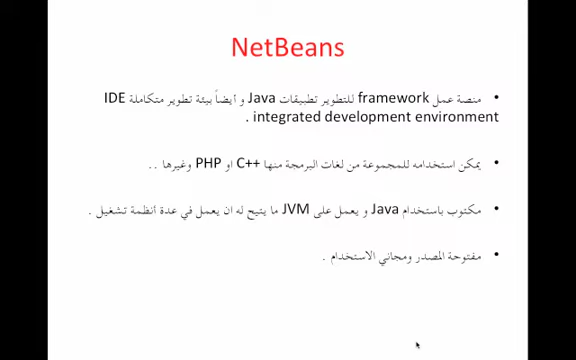 NetBeans
• منصة عمل framework للتطوير تطبيقات Java و أيضاً بيئة تطوير متكاملة IDE
integrated development environment .
• يمكن استخدامه للمجموعة من لغات البرمجة منها C++ او PHP وغيرها ..
• مكتوب باستخدام Java و يعمل على JVM ما يتيح له ان يعمل في عدة أنظمة تشغيل .
• مفتوحة المصدر ومجاني الاستخدام .